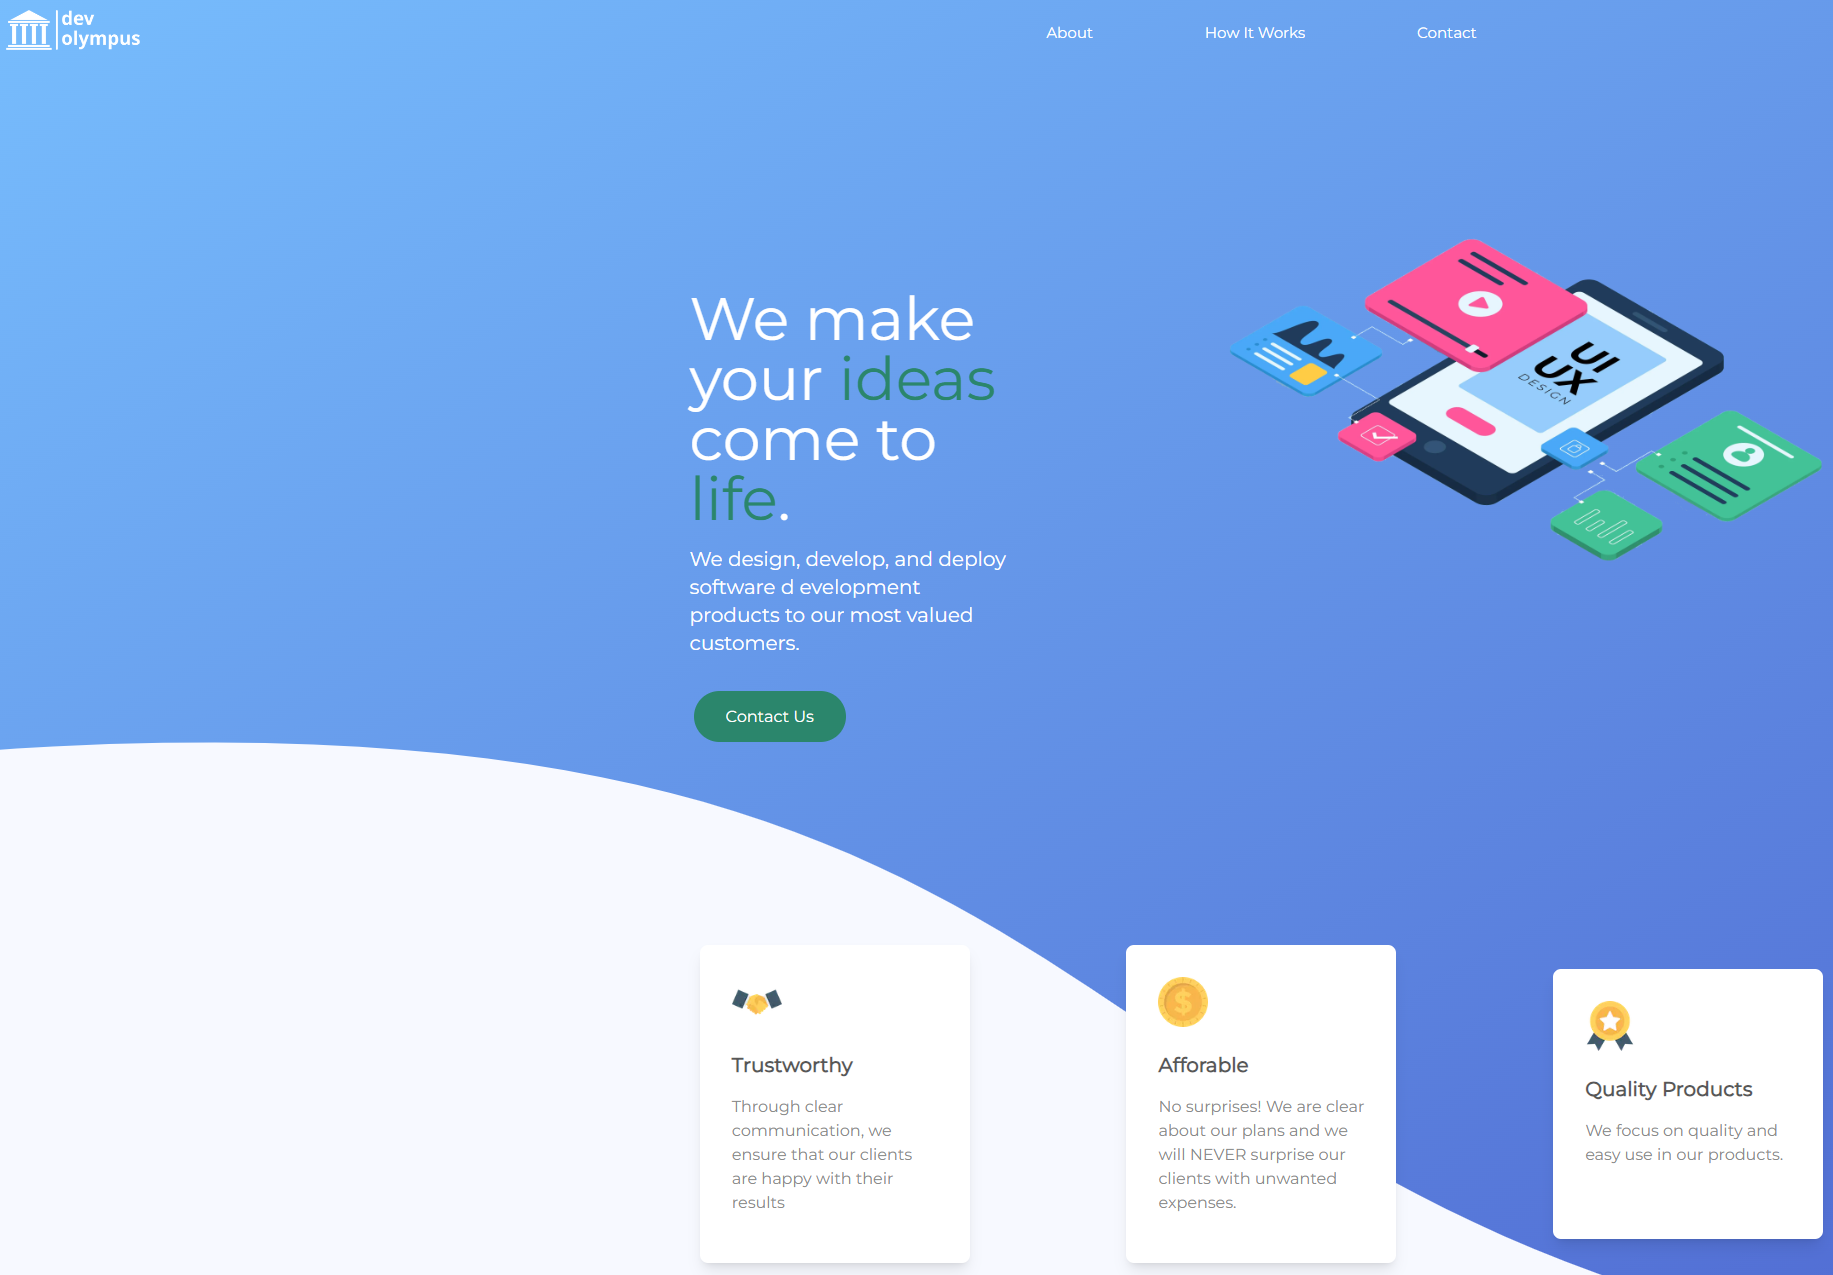 dev
olympus
About
How It Works
Contact
We make
your ideas
come to
life.
We design, develop, and deploy
software d evelopment
products to our most valued
customers.
Contact Us
UI
UX
DESIGN
Trustworthy
Through clear
communication, we
ensure that our clients
are happy with their
results
Afforable
No surprises! We are clear
about our plans and we
will NEVER surprise our
clients with unwanted
expenses.
Quality Products
We focus on quality and
easy use in our products.